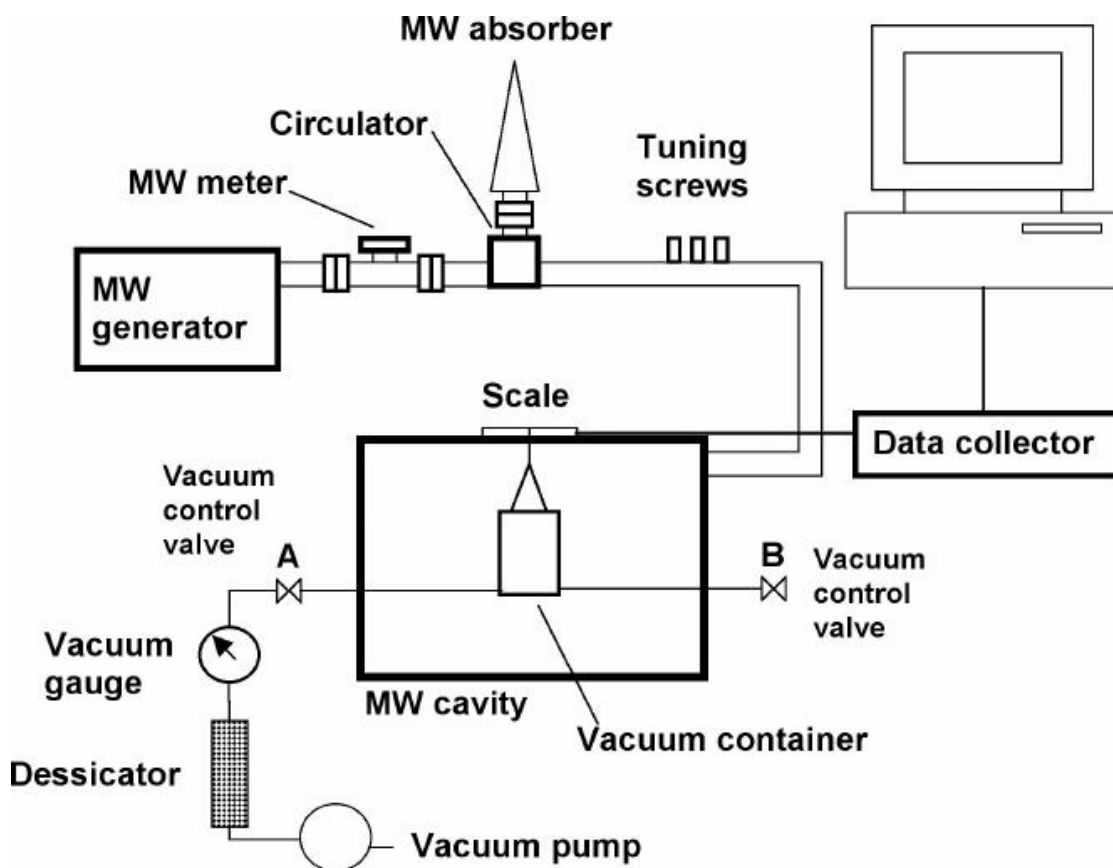 MW absorber
Circulator
MW meter
Tuning
screws
MW
generator
Scale
Data collector
Vacuum
control
valve
A
B
Vacuum
control
valve
Vacuum
gauge
MW cavity
Vacuum container
Dessicator
Vacuum pump